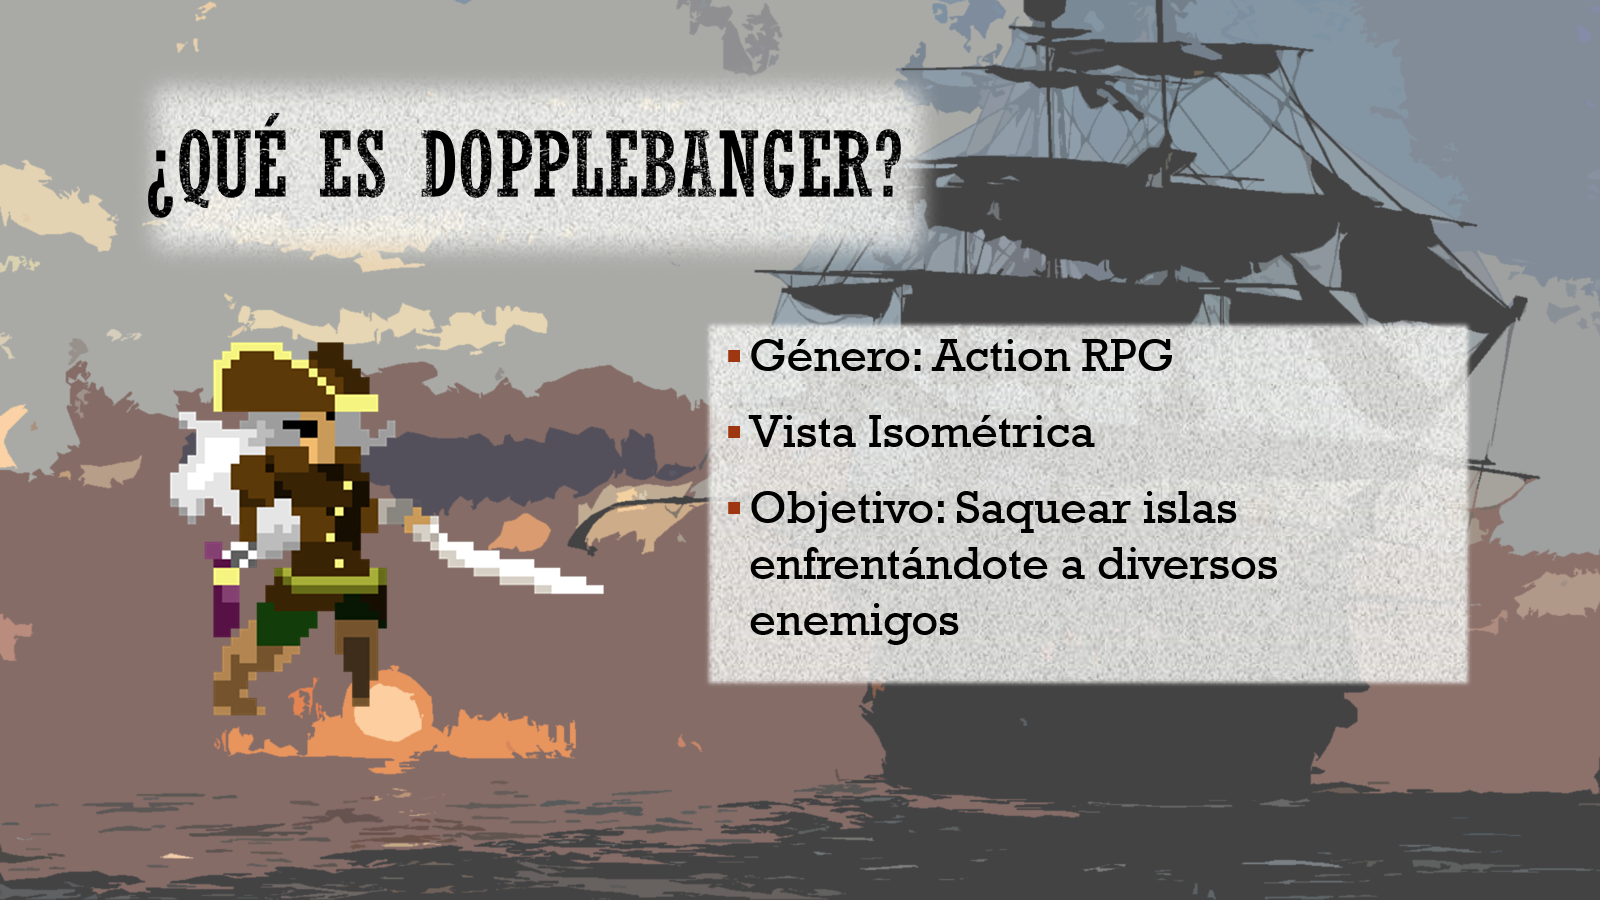 ¿QUÉ ES DOPPLEBANGER?
▪ Género: Action RPG
▪ Vista Isométrica
▪ Objetivo: Saquear islas
enfrentándote a diversos
enemigos